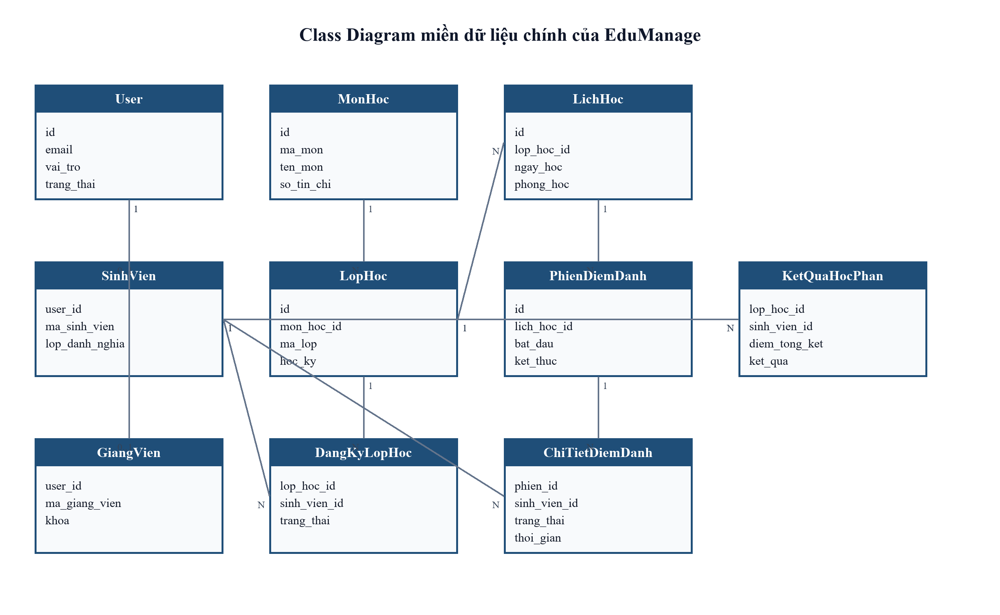 Class Diagram miền dữ liệu chính của EduManage
User
id
email
vai_tro
trang_thai
1
MonHoc
id
ma_mon
ten_mon
so_tin_chi
1
LichHoc
id
lop_hoc_id
ngay_hoc
phong_hoc
N
1
SinhVien
user_id
ma_sinh_vien
lop_danh_nghia
1
N
LopHoc
id
mon_hoc_id
ma_lop
hoc_ky
1
1
N
PhienDiemDanh
id
lich_hoc_id
bat_dau
ket_thuc
1
N
KetQuaHocPhan
lop_hoc_id
sinh_vien_id
diem_tong_ket
ket_qua
GiangVien
user_id
ma_giang_vien
khoa
N
DangKyLopHoc
lop_hoc_id
sinh_vien_id
trang_thai
N
N
ChiTietDiemDanh
phien_id
sinh_vien_id
trang_thai
thoi_gian